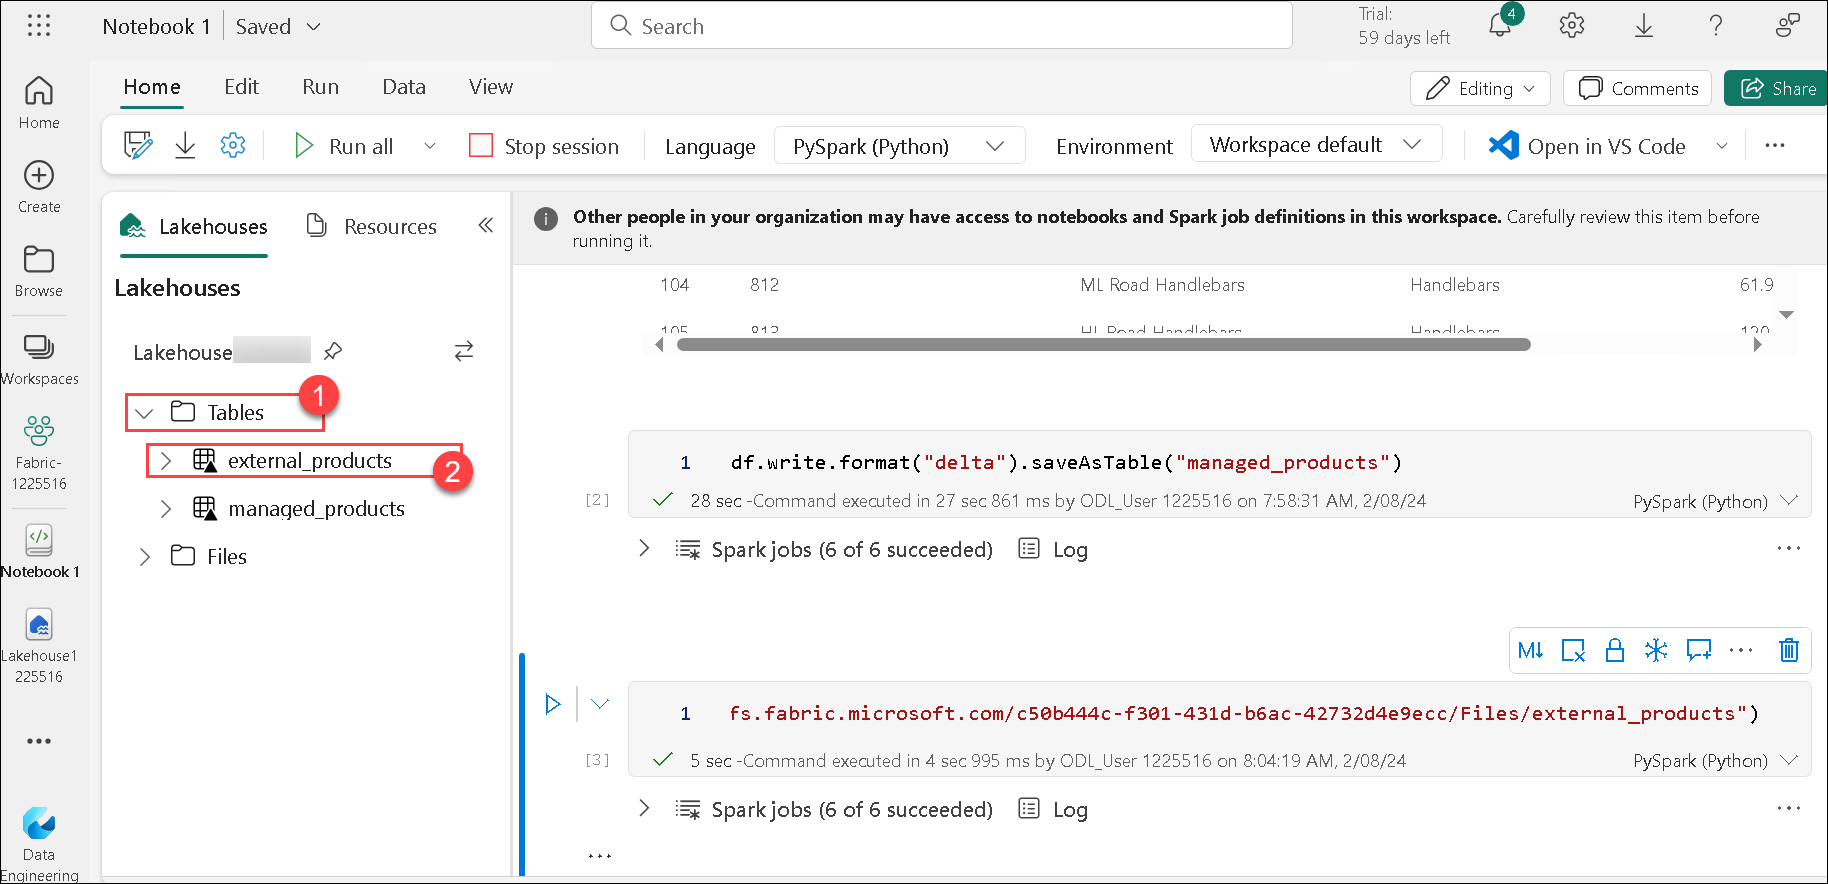 Notebook 1 Saved
Search
Trial:
59 days left
4
Home
Edit
Run
Data
View
Editing
Comments
Share
Run all
Stop session
Language
PySpark (Python)
Environment
Workspace default
Open in VS Code
Home
Create
Browse
Workspaces
Fabric-
1225516
Notebook 1
Lakehouse1
225516
Data
Engineering
Lakehouses
Resources
Lakehouses
Lakehouse
Tables
1
external_products
2
managed_products
Files
Other people in your organization may have access to notebooks and Spark job definitions in this workspace. Carefully review this item before
running it.
104 812 ML Road Handlebars Handlebars 61.9
105 813 HL Road Handlebars Handlebars 120
1 df.write.format("delta").saveAsTable("managed_products")
[2] 28 sec -Command executed in 27 sec 861 ms by ODL_User 1225516 on 7:58:31 AM, 2/08/24 PySpark (Python)
Spark jobs (6 of 6 succeeded) Log
M↓
1 fs.fabric.microsoft.com/c50b444c-f301-431d-b6ac-42732d4e9ecc/Files/external_products")
[3] 5 sec -Command executed in 4 sec 995 ms by ODL_User 1225516 on 8:04:19 AM, 2/08/24 PySpark (Python)
Spark jobs (6 of 6 succeeded) Log